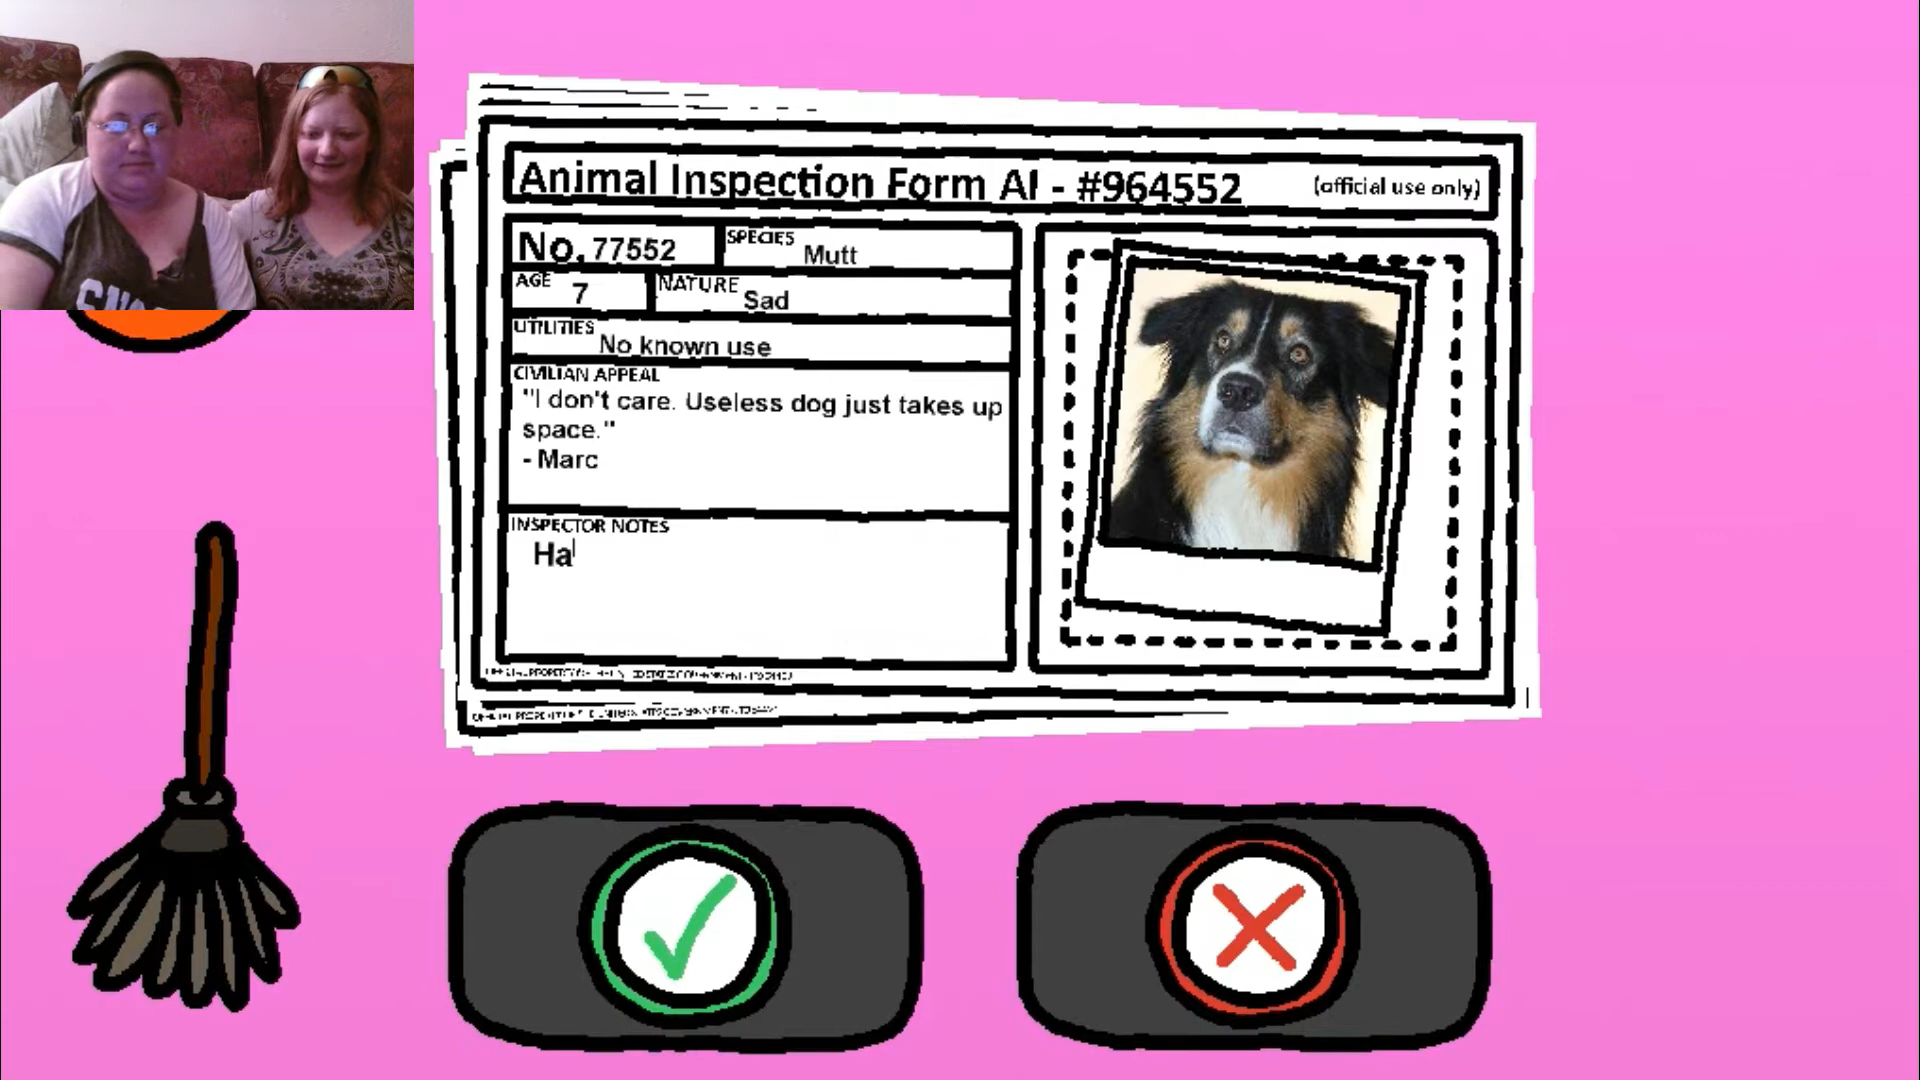 Animal Inspection Form AI - #964552
(official use only)
No. 77552
SPECIES Mutt
AGE 7
NATURE Sad
UTILITIES No known use
CIVILIAN APPEAL
"I don't care. Useless dog just takes up
space."
- Marc
INSPECTOR NOTES
Ha